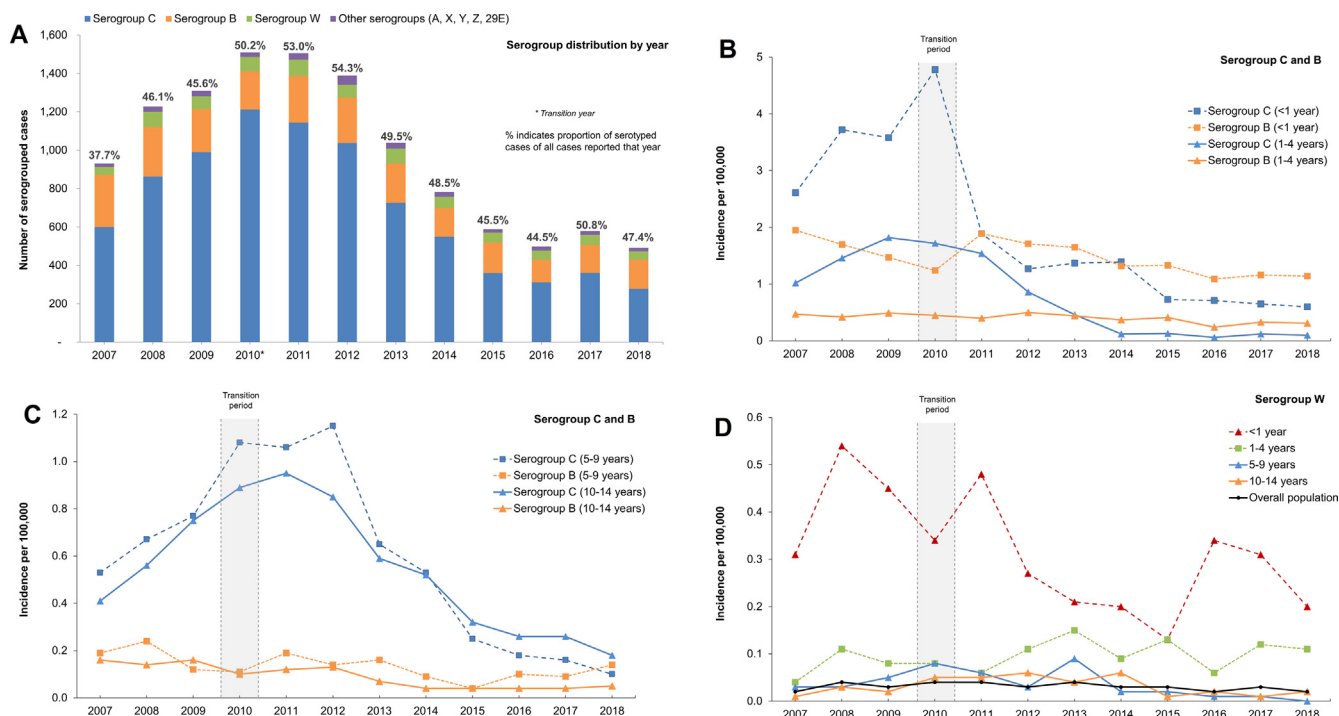 Serogroup C Serogroup B Serogroup W Other serogroups (A, X, Y, Z, 29E)
A
Serogroup distribution by year
Number of serogrouped cases
1,600
1,400
1,200
1,000
800
600
400
200
-
37.7%
46.1%
45.6%
50.2%
53.0%
54.3%
49.5%
48.5%
45.5%
44.5%
50.8%
47.4%
* Transition year
% indicates proportion of serotyped
cases of all cases reported that year
2007 2008 2009 2010* 2011 2012 2013 2014 2015 2016 2017 2018
B
Transition
period
Serogroup C and B
Incidence per 100,000
5
4
3
2
1
0
Serogroup C (<1 year)
Serogroup B (<1 year)
Serogroup C (1-4 years)
Serogroup B (1-4 years)
2007 2008 2009 2010 2011 2012 2013 2014 2015 2016 2017 2018
C
Transition
period
Serogroup C and B
Incidence per 100,000
1.2
1.0
0.8
0.6
0.4
0.2
0.0
Serogroup C (5-9 years)
Serogroup B (5-9 years)
Serogroup C (10-14 years)
Serogroup B (10-14 years)
2007 2008 2009 2010 2011 2012 2013 2014 2015 2016 2017 2018
D
Transition
period
Serogroup W
Incidence per 100,000
0.6
0.5
0.4
0.3
0.2
0.1
0.0
<1 year
1-4 years
5-9 years
10-14 years
Overall population
2007 2008 2009 2010 2011 2012 2013 2014 2015 2016 2017 2018